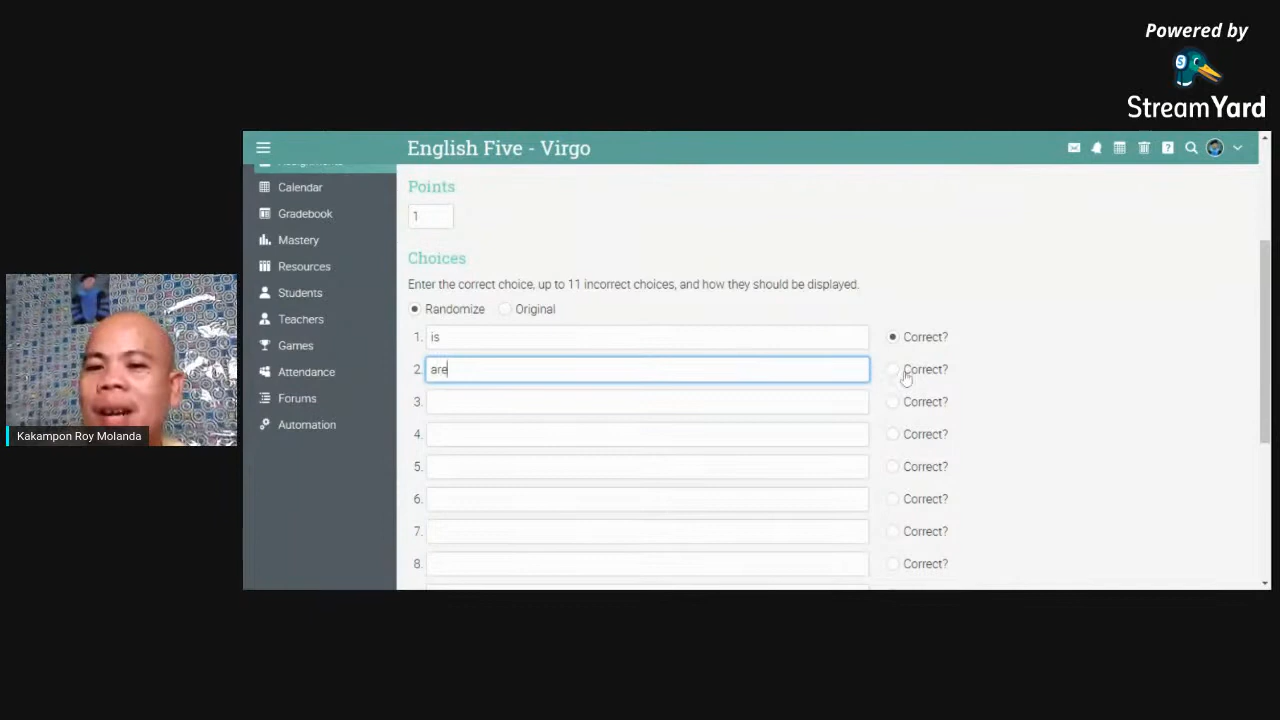 Powered by
StreamYard
English Five - Virgo
Assignments
Calendar
Gradebook
Mastery
Resources
Students
Teachers
Games
Attendance
Forums
Automation
Points
1
Choices
Enter the correct choice, up to 11 incorrect choices, and how they should be displayed.
Randomize Original
1. is Correct?
2. are Correct?
3. Correct?
4. Correct?
5. Correct?
6. Correct?
7. Correct?
8. Correct?
Kakampon Roy Molanda